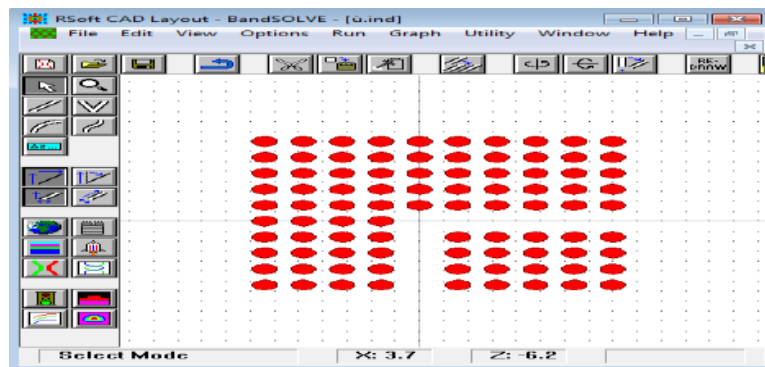 RSoft CAD Layout - BandSOLVE - [ù.ind]
File Edit View Options Run Graph Utility Window Help
RE-
DRAW
Select Mode X: 3.7 Z: -6.2